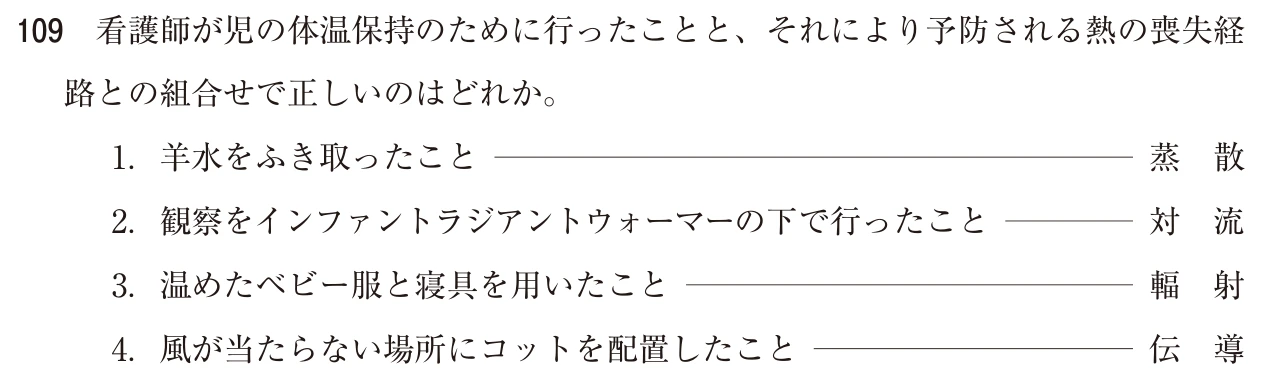 109 看護師が児の体温保持のために行ったことと、それにより予防される熱の喪失経
路との組合せで正しいのはどれか。
1. 羊水をふき取ったこと ――― 蒸 散
2. 観察をインファントラジアントウォーマーの下で行ったこと ――― 対 流
3. 温めたベビー服と寝具を用いたこと ――― 輻 射
4. 風が当たらない場所にコットを配置したこと ――― 伝 導